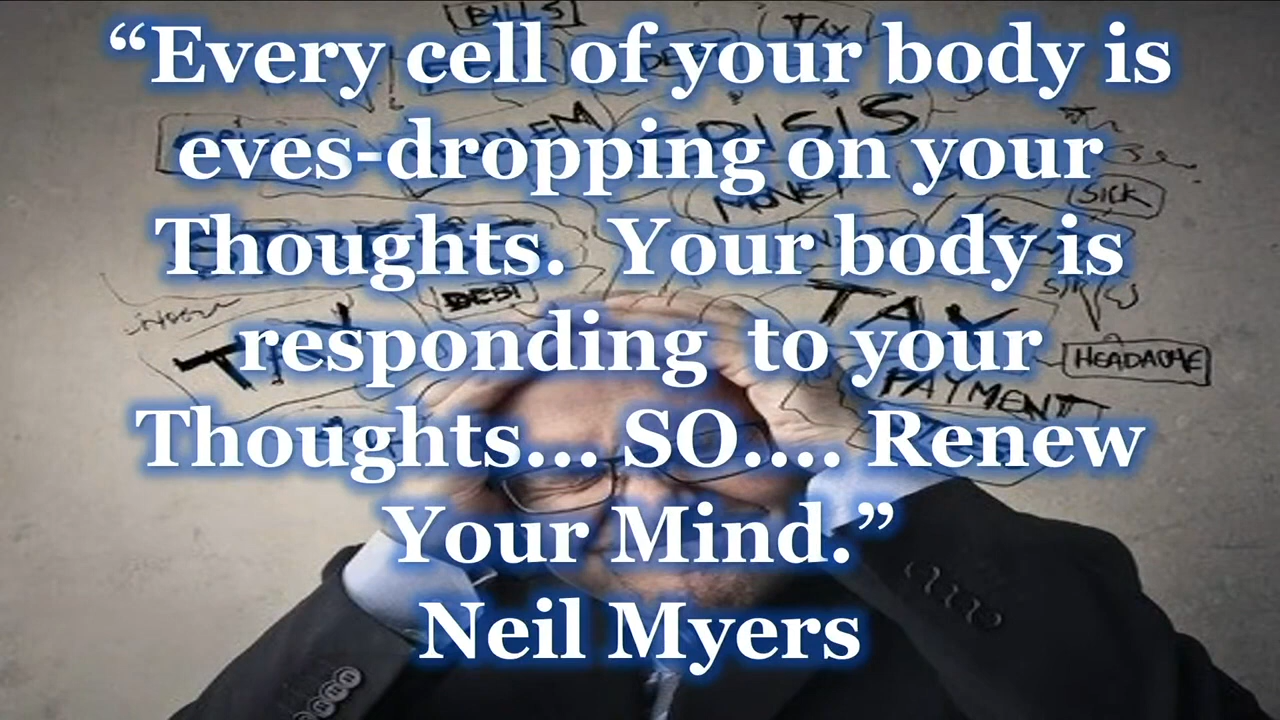 BILLS
TAX
“Every cell of your body is
PROBLEM
CRISIS
eves-dropping on your
MONEY
SICK
Thoughts.  Your body is
DEBT
TAX
responding  to your
HEADACHE
PAYMENT
Thoughts... SO.... Renew
Your Mind.”
Neil Myers